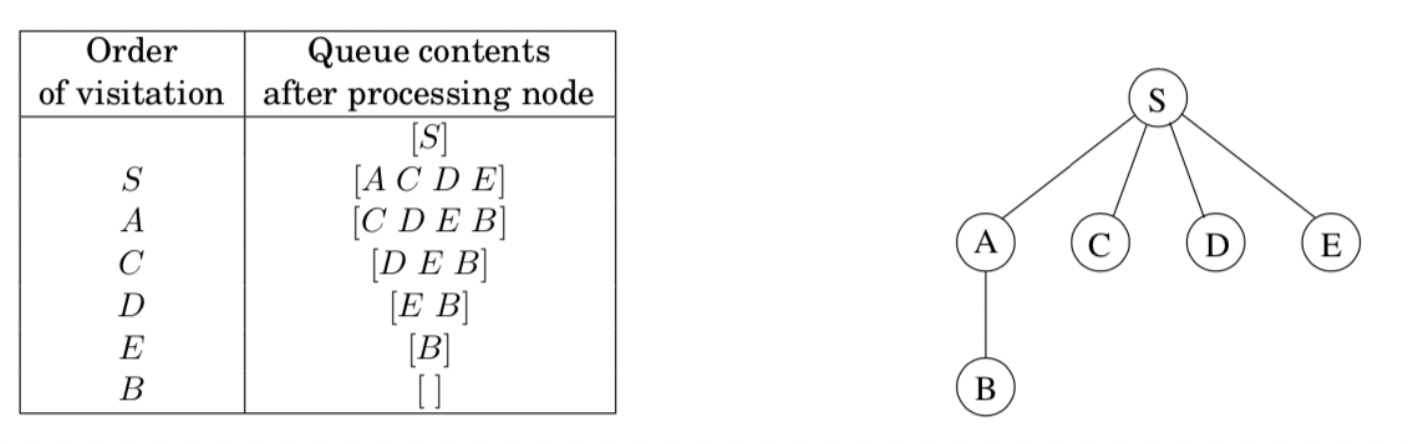 Order
of visitation
Queue contents
after processing node
[S]
S [A C D E]
A [C D E B]
C [D E B]
D [E B]
E [B]
B [ ]
S
A C D E
B